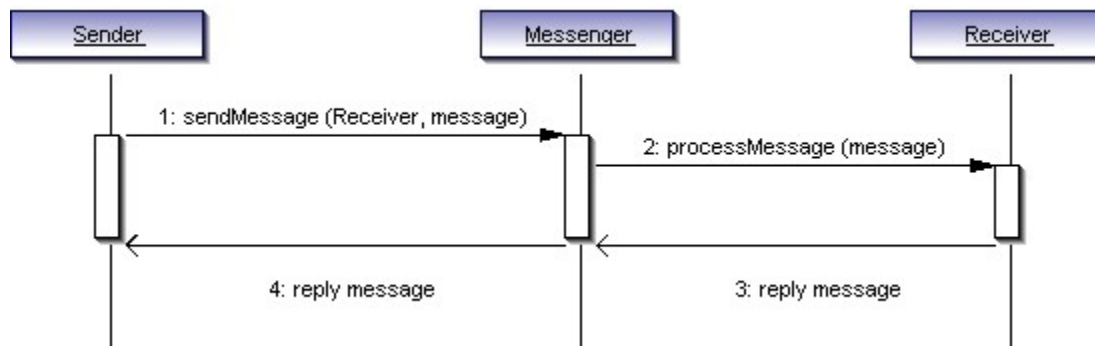 Sender
Messenger
Receiver
1: sendMessage (Receiver, message)
2: processMessage (message)
4: reply message
3: reply message